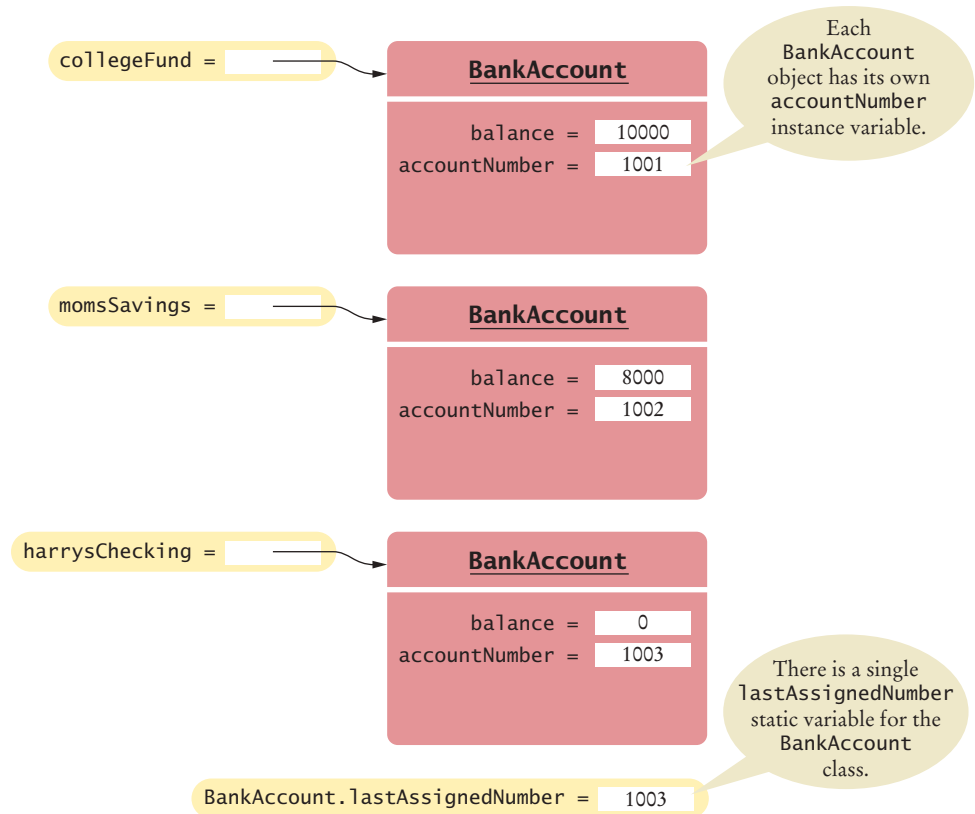 collegeFund =
BankAccount
balance = 10000
accountNumber = 1001
Each
BankAccount
object has its own
accountNumber
instance variable.
momsSavings =
BankAccount
balance = 8000
accountNumber = 1002
harrysChecking =
BankAccount
balance = 0
accountNumber = 1003
There is a single
lastAssignedNumber
static variable for the
BankAccount
class.
BankAccount.lastAssignedNumber = 1003